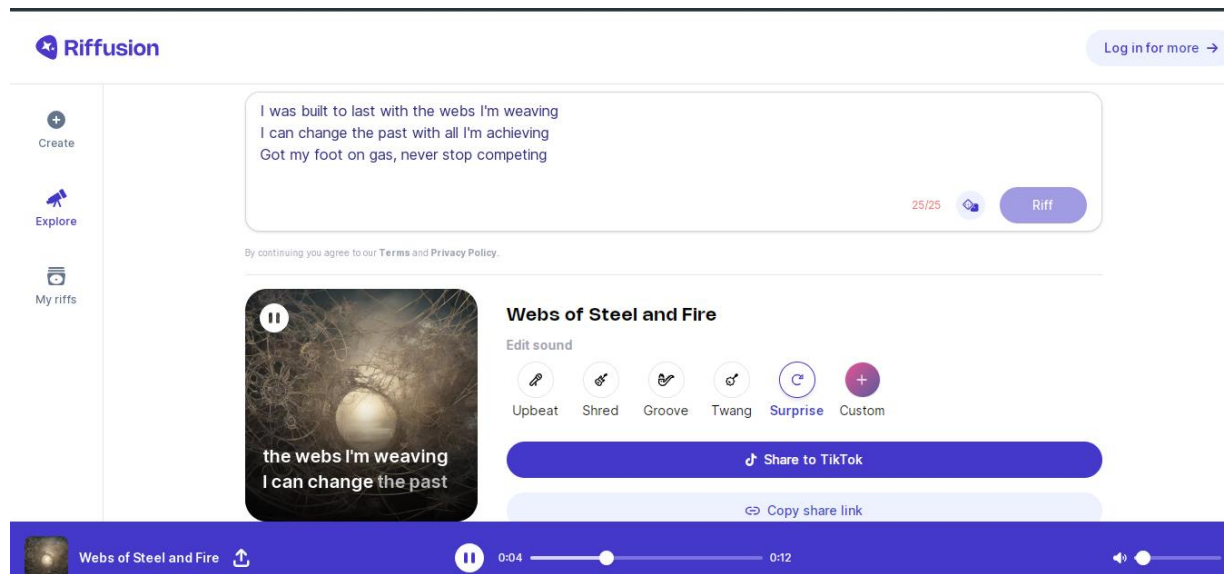 Riffusion
Log in for more →
Create
Explore
My riffs
I was built to last with the webs I'm weaving
I can change the past with all I'm achieving
Got my foot on gas, never stop competing
25/25
Riff
By continuing you agree to our Terms and Privacy Policy.
Webs of Steel and Fire
Edit sound
Upbeat Shred Groove Twang Surprise Custom
the webs I'm weaving
I can change the past
Share to TikTok
Copy share link
Webs of Steel and Fire
0:04
0:12